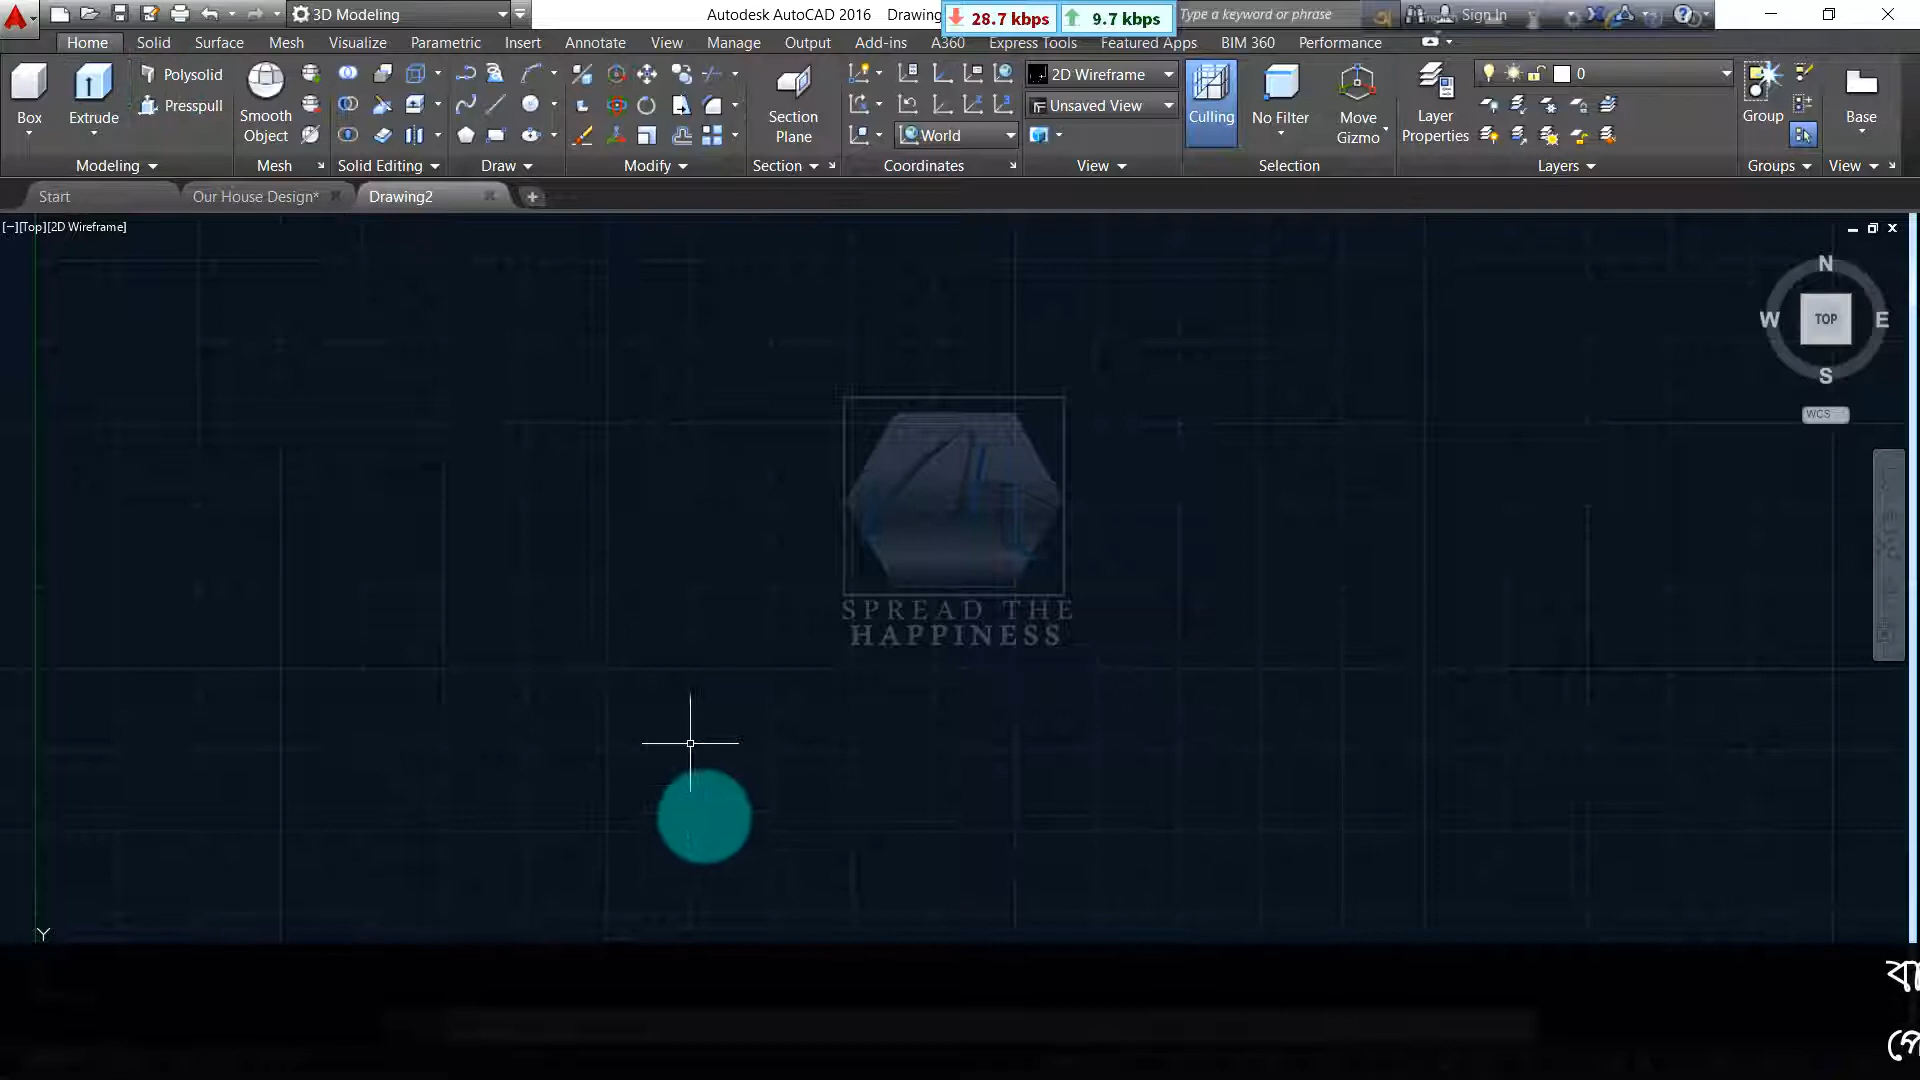 3D Modeling
Autodesk AutoCAD 2016 Drawing
28.7 kbps 9.7 kbps
Type a keyword or phrase
Sign In
Home Solid Surface Mesh Visualize Parametric Insert Annotate View Manage Output Add-ins A360 Express Tools Featured Apps BIM 360 Performance
Box
Extrude
Polysolid
Presspull
Modeling
Smooth
Object
Mesh
Solid Editing
Draw
Modify
Section
Plane
Section
World
Coordinates
2D Wireframe
Unsaved View
View
Culling
No Filter
Move
Gizmo
Selection
Layer
Properties
0
Layers
Group
Groups
Base
View
Start Our House Design* Drawing2
[−][Top][2D Wireframe]
N
W TOP E
S
WCS
SPREAD THE
HAPPINESS
Y